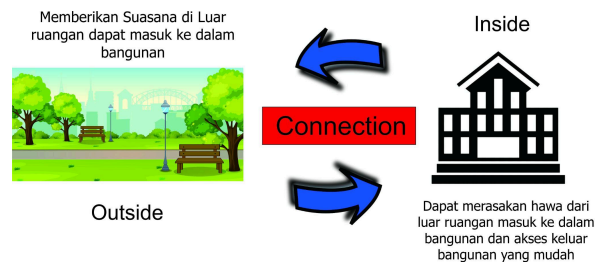 Memberikan Suasana di Luar
ruangan dapat masuk ke dalam
bangunan
Outside
Connection
Inside
Dapat merasakan hawa dari
luar ruangan masuk ke dalam
bangunan dan akses keluar
bangunan yang mudah